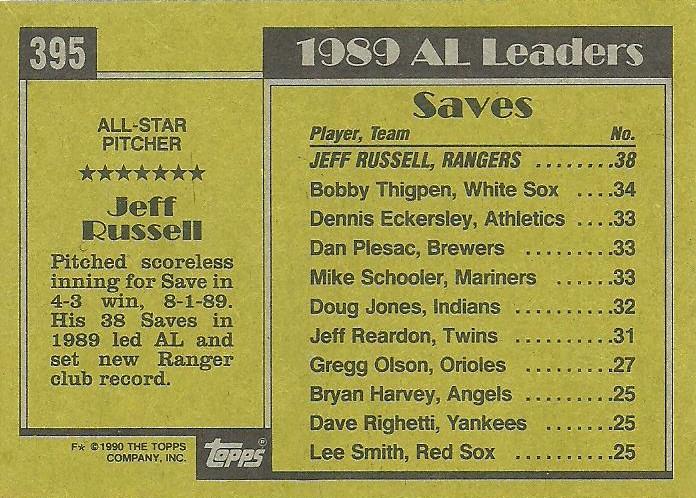 395
1989 AL Leaders
ALL-STAR
PITCHER
★★★★★★★
Jeff
Russell
Pitched scoreless
inning for Save in
4-3 win, 8-1-89.
His 38 Saves in
1989 led AL and
set new Ranger
club record.
F★ ©1990 THE TOPPS
COMPANY, INC.
topps®
Saves
Player, Team No.
JEFF RUSSELL, RANGERS ........38
Bobby Thigpen, White Sox ....34
Dennis Eckersley, Athletics ....33
Dan Plesac, Brewers .........33
Mike Schooler, Mariners ......33
Doug Jones, Indians .........32
Jeff Reardon, Twins ..........31
Gregg Olson, Orioles .........27
Bryan Harvey, Angels ........25
Dave Righetti, Yankees ......25
Lee Smith, Red Sox ..........25